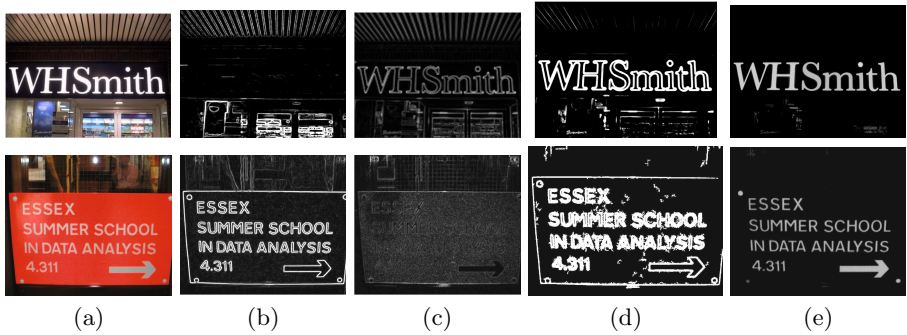 WHSmith
WHSmith
WHSmith
WHSmith
ESSEX
SUMMER SCHOOL
IN DATA ANALYSIS
4.311
ESSEX
SUMMER SCHOOL
IN DATA ANALYSIS
4.311
ESSEX
ESSEX
SUMMER SCHOOL
IN DATA ANALYSIS
4.311
ESSEX
SUMMER SCHOOL
IN DATA ANALYSIS
4.311
(a) (b) (c) (d) (e)